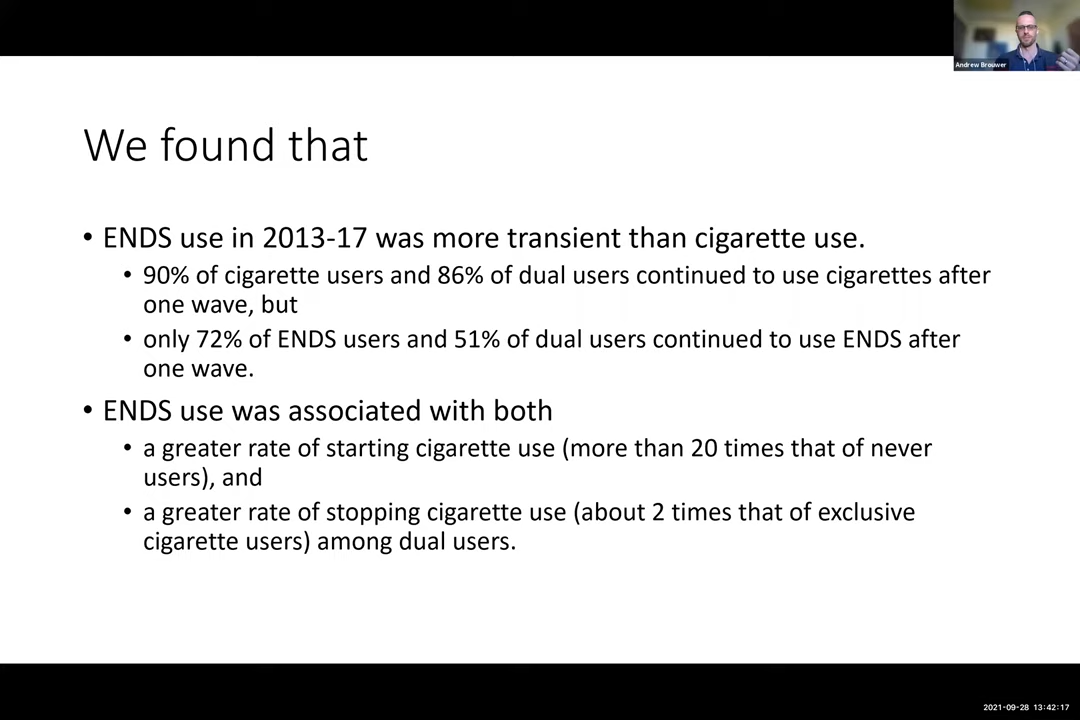 Andrew Brouwer
We found that
• ENDS use in 2013-17 was more transient than cigarette use.
• 90% of cigarette users and 86% of dual users continued to use cigarettes after
one wave, but
• only 72% of ENDS users and 51% of dual users continued to use ENDS after
one wave.
• ENDS use was associated with both
• a greater rate of starting cigarette use (more than 20 times that of never
users), and
• a greater rate of stopping cigarette use (about 2 times that of exclusive
cigarette users) among dual users.
2021-09-28 13:42:17